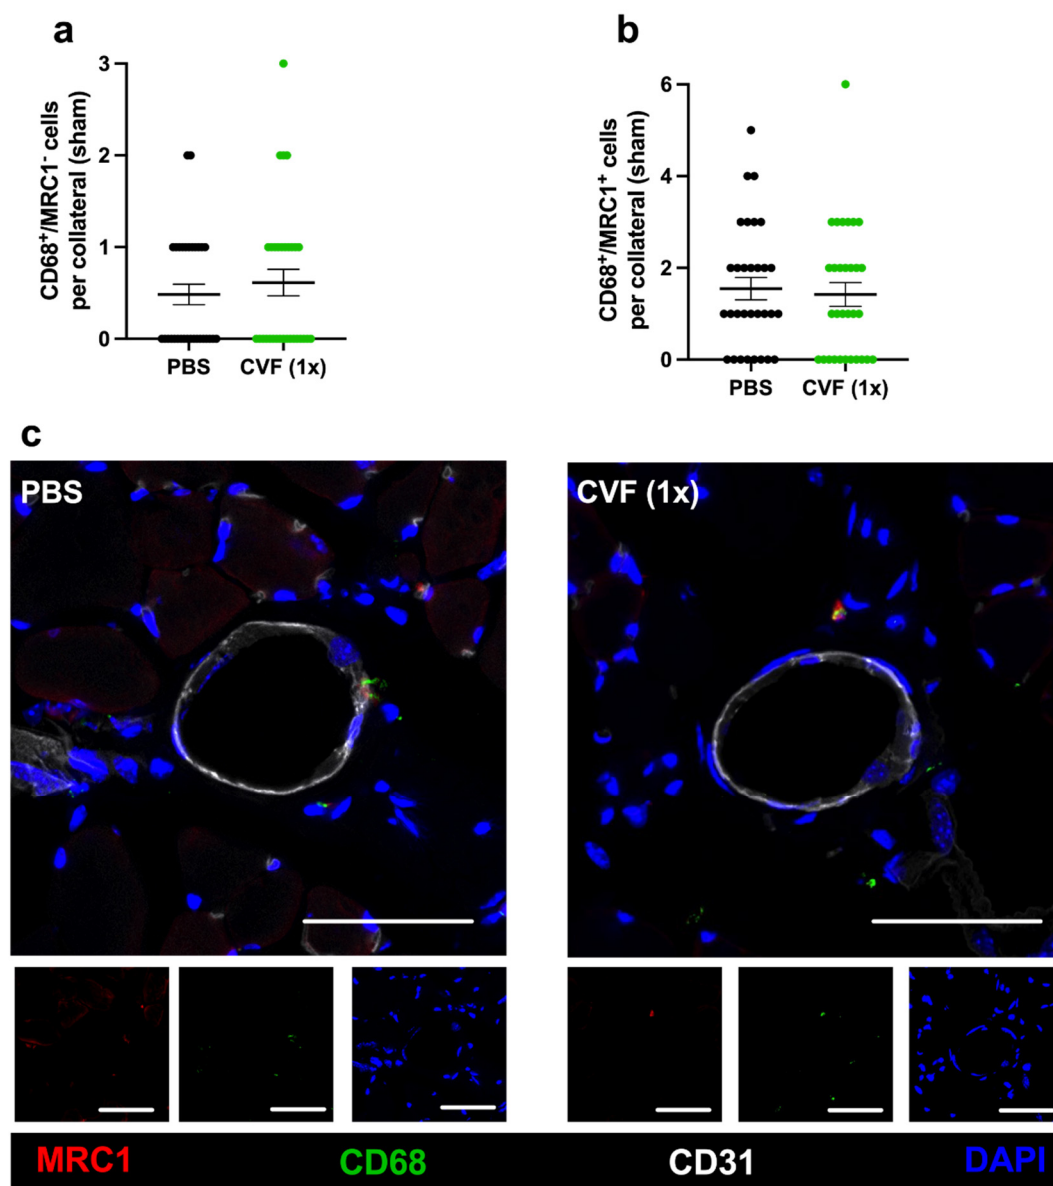 a
CD68⁺/MRC1⁻ cells
per collateral (sham)
3
2
1
0
PBS
CVF (1x)
b
CD68⁺/MRC1⁺ cells
per collateral (sham)
6
4
2
0
PBS
CVF (1x)
c
PBS
CVF (1x)
MRC1
CD68
CD31
DAPI